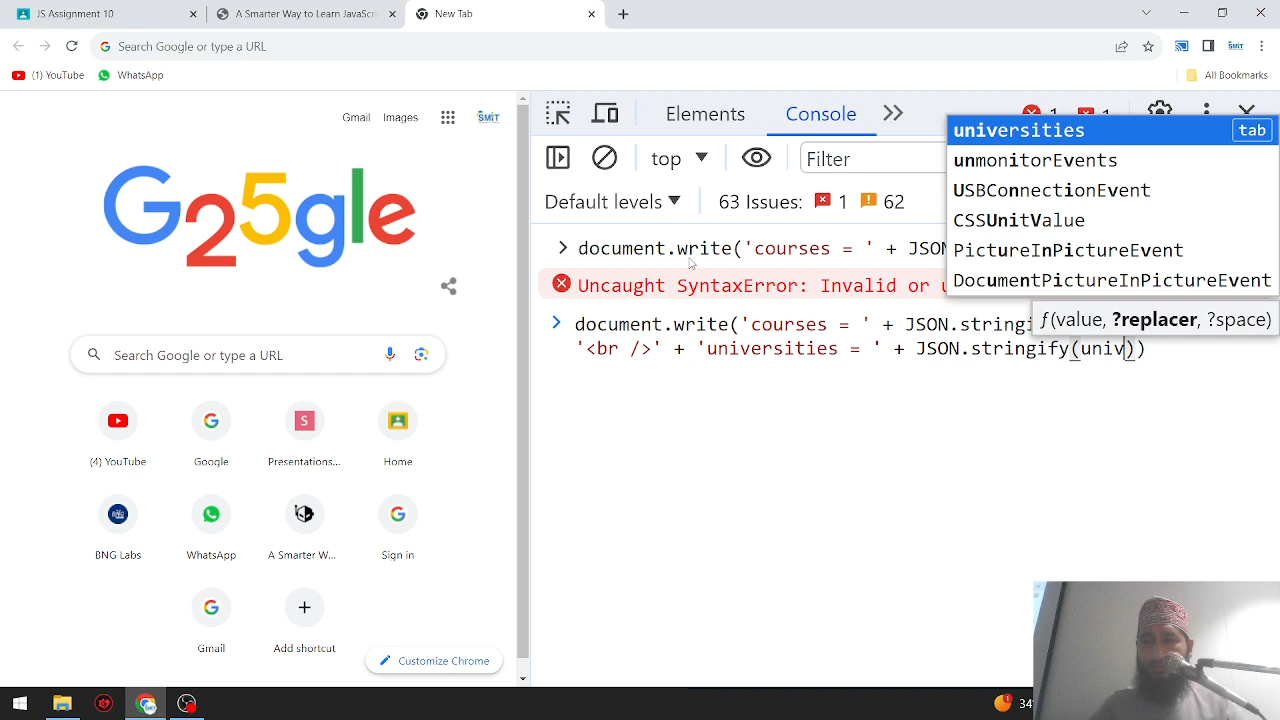 JS Assignment 10
A Smarter Way to Learn JavaScri
New Tab
Search Google or type a URL
SMIT
(1) YouTube
WhatsApp
All Bookmarks
Gmail
Images
SMIT
G25gle
Search Google or type a URL
S
(4) YouTube
Google
Presentations...
Home
BNG Labs
WhatsApp
A Smarter W...
Sign in
Gmail
Add shortcut
Customize Chrome
Elements
Console
top
Filter
Default levels
63 Issues:
1
62
document.write('courses = ' + JSON
Uncaught SyntaxError: Invalid or u
document.write('courses = ' + JSON.stringi
'<br />' + 'universities = ' + JSON.stringify(univ))
universities
tab
unmonitorEvents
USBConnectionEvent
CSSUnitValue
PictureInPictureEvent
DocumentPictureInPictureEvent
ƒ(value, ?replacer, ?space)
1
34